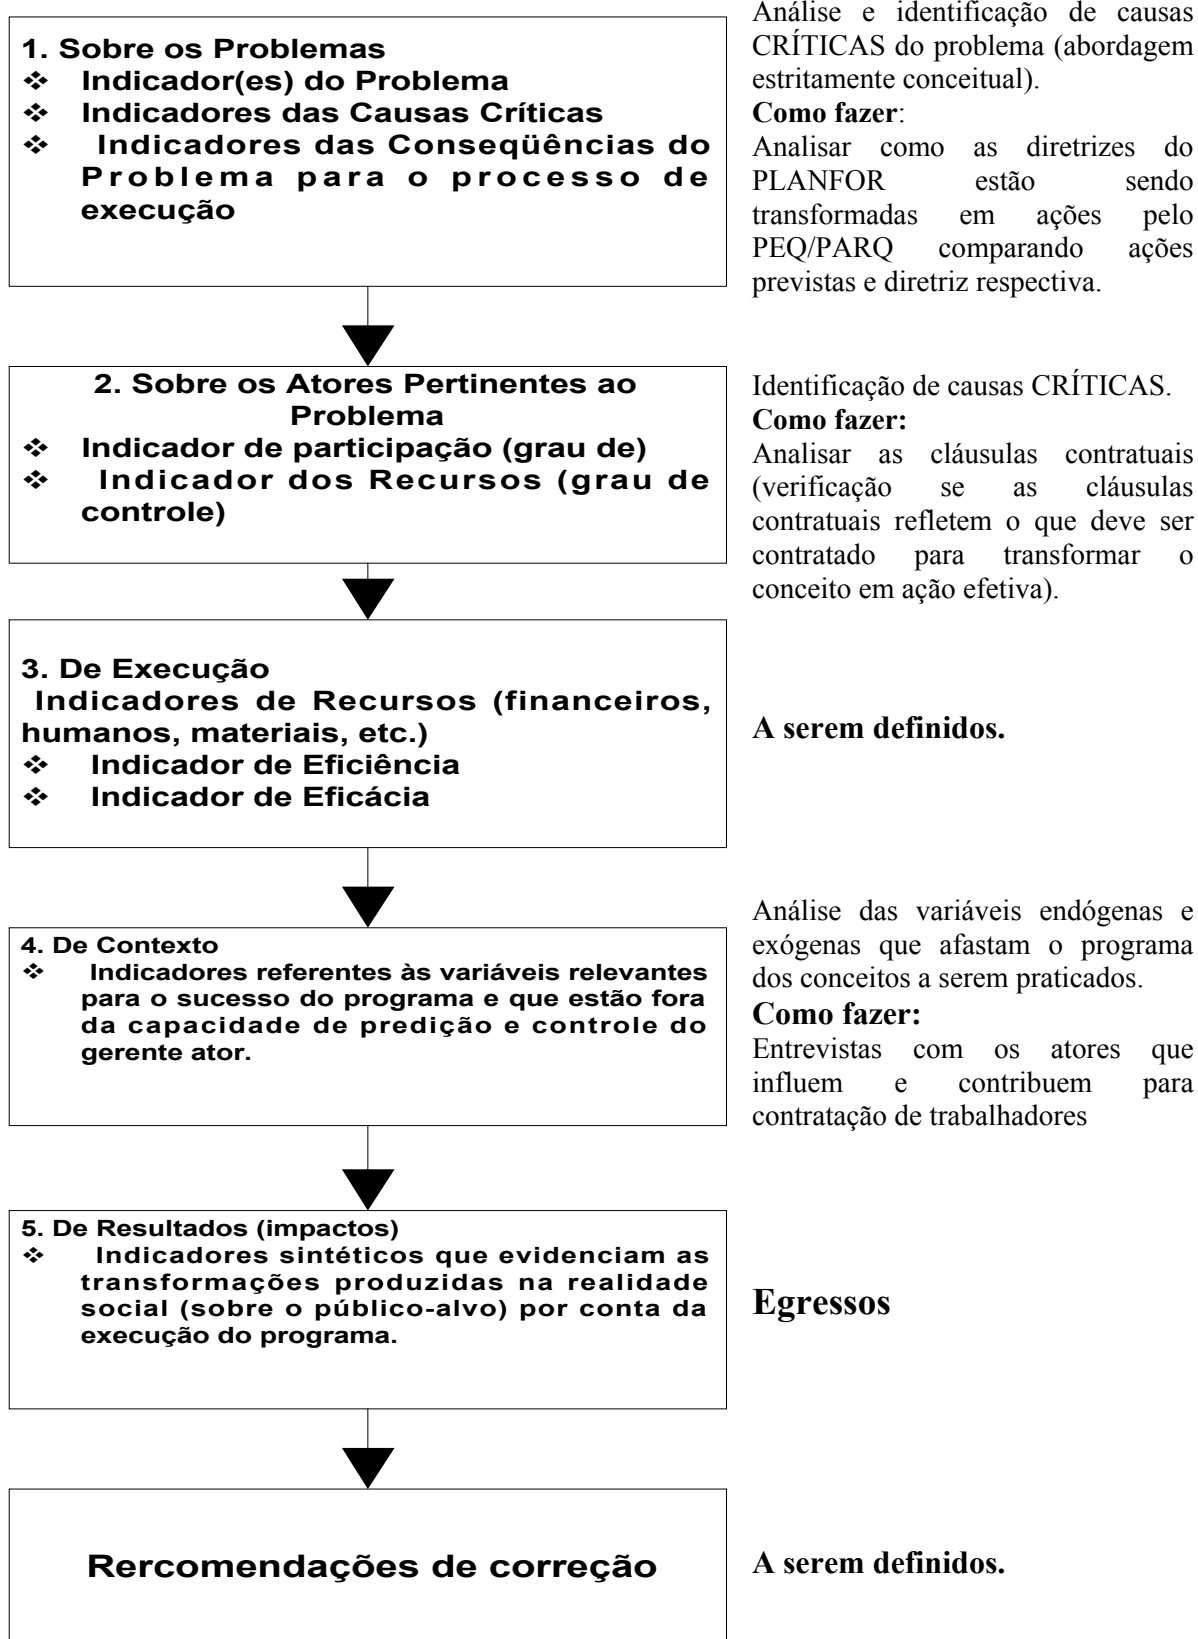 1. Sobre os Problemas
❖ Indicador(es) do Problema
❖ Indicadores das Causas Críticas
❖ Indicadores das Conseqüências do
Problema para o processo de
execução
Análise e identificação de causas
CRÍTICAS do problema (abordagem
estritamente conceitual).
Como fazer:
Analisar como as diretrizes do
PLANFOR estão sendo
transformadas em ações pelo
PEQ/PARQ comparando ações
previstas e diretriz respectiva.
2. Sobre os Atores Pertinentes ao
Problema
❖ Indicador de participação (grau de)
❖ Indicador dos Recursos (grau de
controle)
Identificação de causas CRÍTICAS.
Como fazer:
Analisar as cláusulas contratuais
(verificação se as cláusulas
contratuais refletem o que deve ser
contratado para transformar o
conceito em ação efetiva).
3. De Execução
Indicadores de Recursos (financeiros,
humanos, materiais, etc.)
❖ Indicador de Eficiência
❖ Indicador de Eficácia
A serem definidos.
4. De Contexto
❖ Indicadores referentes às variáveis relevantes
para o sucesso do programa e que estão fora
da capacidade de predição e controle do
gerente ator.
Análise das variáveis endógenas e
exógenas que afastam o programa
dos conceitos a serem praticados.
Como fazer:
Entrevistas com os atores que
influem e contribuem para
contratação de trabalhadores
5. De Resultados (impactos)
❖ Indicadores sintéticos que evidenciam as
transformações produzidas na realidade
social (sobre o público-alvo) por conta da
execução do programa.
Egressos
Rercomendações de correção
A serem definidos.